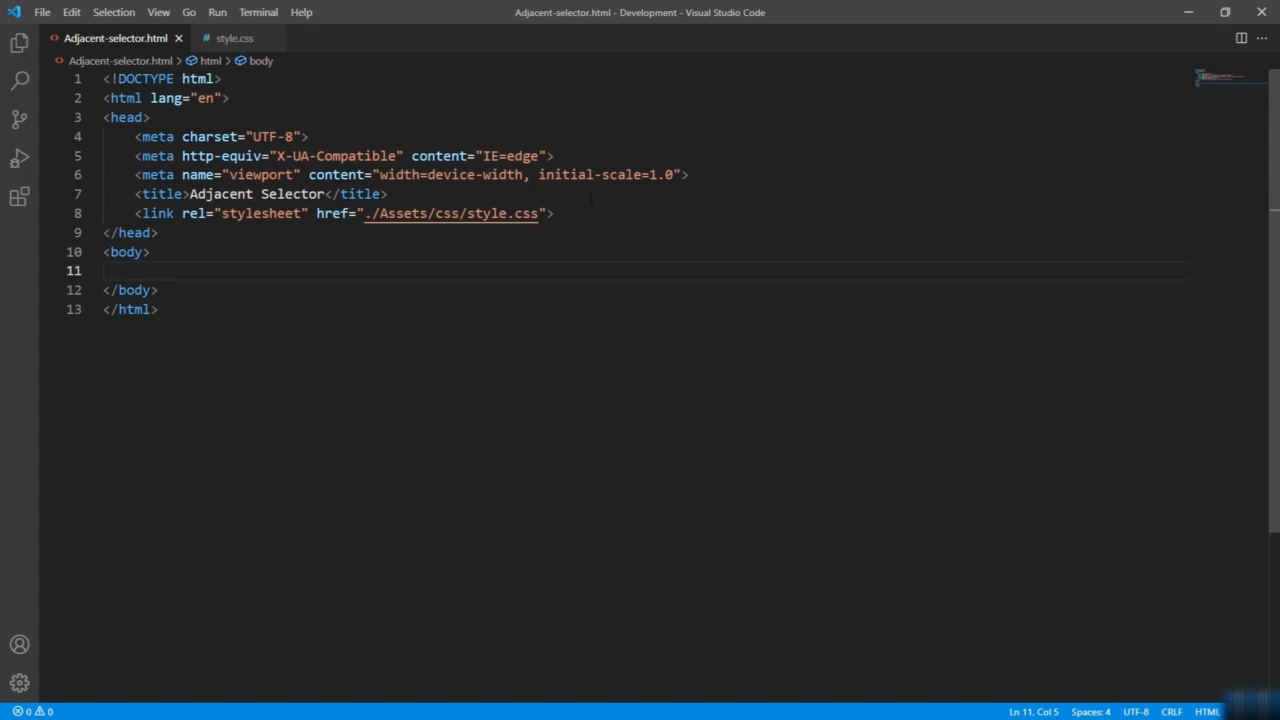 File Edit Selection View Go Run Terminal Help Adjacent-selector.html - Development - Visual Studio Code
<> Adjacent-selector.html × # style.css
<> Adjacent-selector.html > html > body
1 <!DOCTYPE html>
2 <html lang="en">
3 <head>
4     <meta charset="UTF-8">
5     <meta http-equiv="X-UA-Compatible" content="IE=edge">
6     <meta name="viewport" content="width=device-width, initial-scale=1.0">
7     <title>Adjacent Selector</title>
8     <link rel="stylesheet" href="./Assets/css/style.css">
9 </head>
10 <body>
11
12 </body>
13 </html>
0 0 Ln 11, Col 5 Spaces: 4 UTF-8 CRLF HTML